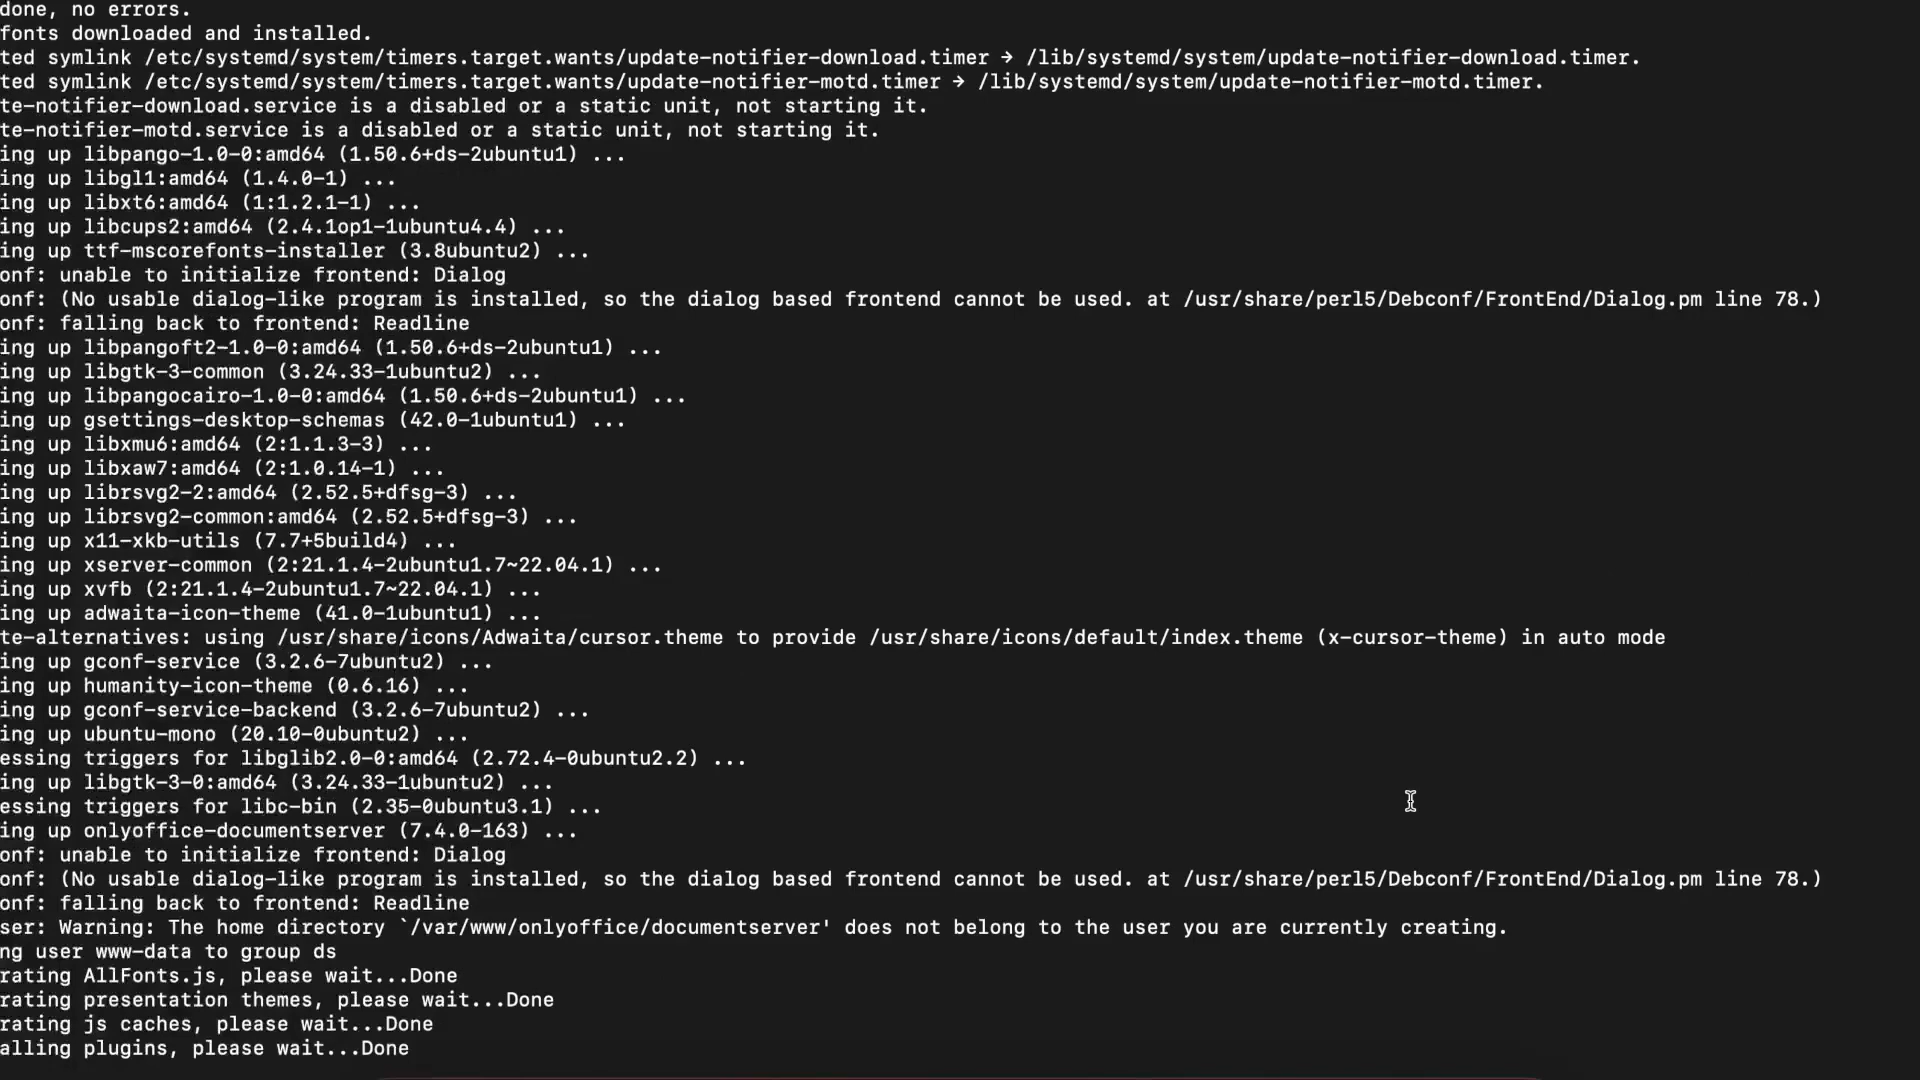 done, no errors.
fonts downloaded and installed.
ted symlink /etc/systemd/system/timers.target.wants/update-notifier-download.timer → /lib/systemd/system/update-notifier-download.timer.
ted symlink /etc/systemd/system/timers.target.wants/update-notifier-motd.timer → /lib/systemd/system/update-notifier-motd.timer.
te-notifier-download.service is a disabled or a static unit, not starting it.
te-notifier-motd.service is a disabled or a static unit, not starting it.
ing up libpango-1.0-0:amd64 (1.50.6+ds-2ubuntu1) ...
ing up libgl1:amd64 (1.4.0-1) ...
ing up libxt6:amd64 (1:1.2.1-1) ...
ing up libcups2:amd64 (2.4.1op1-1ubuntu4.4) ...
ing up ttf-mscorefonts-installer (3.8ubuntu2) ...
onf: unable to initialize frontend: Dialog
onf: (No usable dialog-like program is installed, so the dialog based frontend cannot be used. at /usr/share/perl5/Debconf/FrontEnd/Dialog.pm line 78.)
onf: falling back to frontend: Readline
ing up libpangoft2-1.0-0:amd64 (1.50.6+ds-2ubuntu1) ...
ing up libgtk-3-common (3.24.33-1ubuntu2) ...
ing up libpangocairo-1.0-0:amd64 (1.50.6+ds-2ubuntu1) ...
ing up gsettings-desktop-schemas (42.0-1ubuntu1) ...
ing up libxmu6:amd64 (2:1.1.3-3) ...
ing up libxaw7:amd64 (2:1.0.14-1) ...
ing up librsvg2-2:amd64 (2.52.5+dfsg-3) ...
ing up librsvg2-common:amd64 (2.52.5+dfsg-3) ...
ing up x11-xkb-utils (7.7+5build4) ...
ing up xserver-common (2:21.1.4-2ubuntu1.7~22.04.1) ...
ing up xvfb (2:21.1.4-2ubuntu1.7~22.04.1) ...
ing up adwaita-icon-theme (41.0-1ubuntu1) ...
te-alternatives: using /usr/share/icons/Adwaita/cursor.theme to provide /usr/share/icons/default/index.theme (x-cursor-theme) in auto mode
ing up gconf-service (3.2.6-7ubuntu2) ...
ing up humanity-icon-theme (0.6.16) ...
ing up gconf-service-backend (3.2.6-7ubuntu2) ...
ing up ubuntu-mono (20.10-0ubuntu2) ...
essing triggers for libglib2.0-0:amd64 (2.72.4-0ubuntu2.2) ...
ing up libgtk-3-0:amd64 (3.24.33-1ubuntu2) ...
essing triggers for libc-bin (2.35-0ubuntu3.1) ...
ing up onlyoffice-documentserver (7.4.0-163) ...
onf: unable to initialize frontend: Dialog
onf: (No usable dialog-like program is installed, so the dialog based frontend cannot be used. at /usr/share/perl5/Debconf/FrontEnd/Dialog.pm line 78.)
onf: falling back to frontend: Readline
ser: Warning: The home directory `/var/www/onlyoffice/documentserver' does not belong to the user you are currently creating.
ng user www-data to group ds
rating AllFonts.js, please wait...Done
rating presentation themes, please wait...Done
rating js caches, please wait...Done
alling plugins, please wait...Done